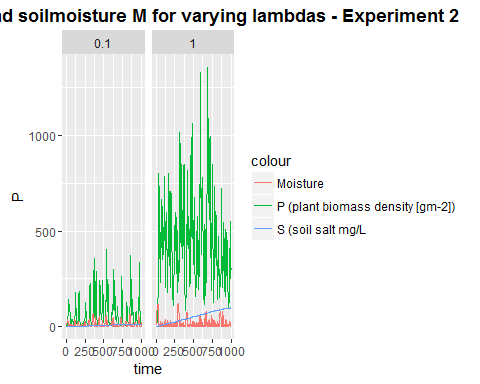 nd soilmoisture M for varying lambdas - Experiment 2
0.1 1
1000
500
0
P
0 250 500 750 1000 0 250 500 750 1000
time
colour
Moisture
P (plant biomass density [gm-2])
S (soil salt mg/L